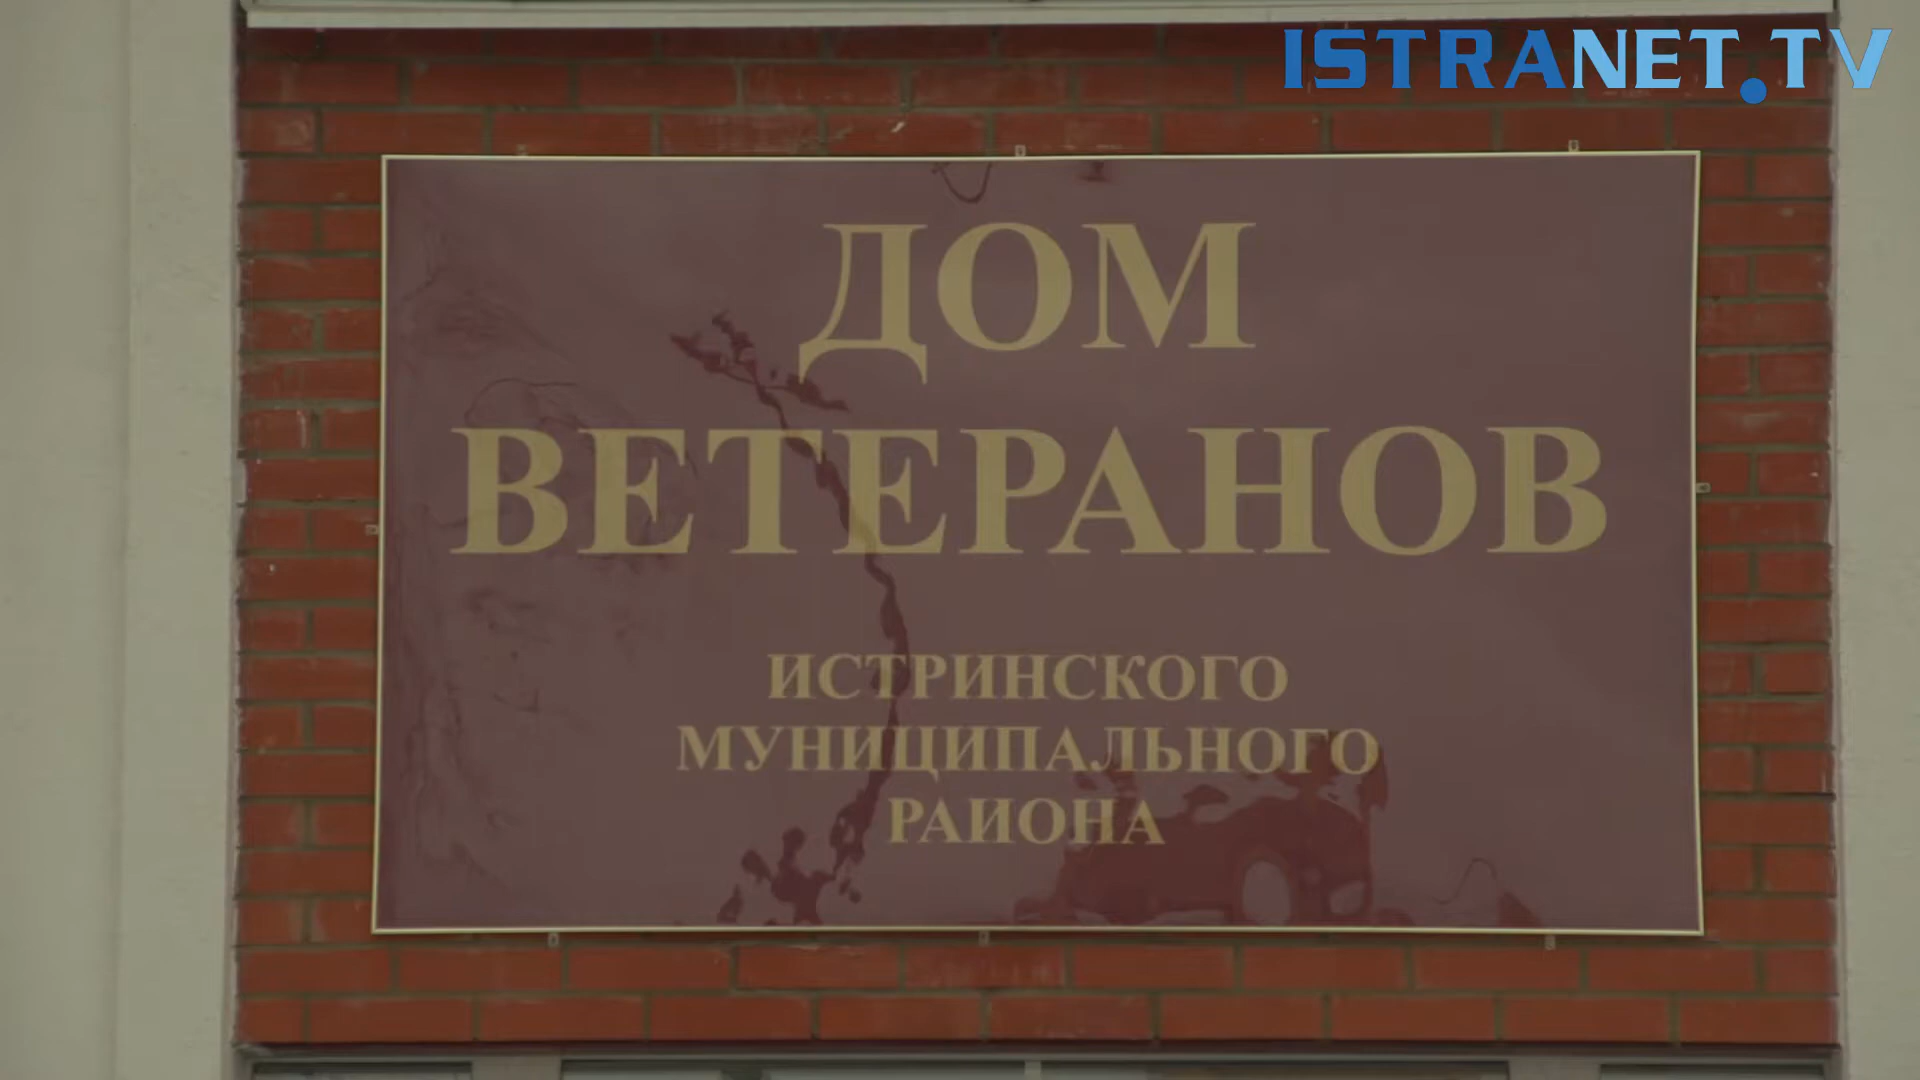 ISTRANET.TV
ДОМ
ВЕТЕРАНОВ
ИСТРИНСКОГО
МУНИЦИПАЛЬНОГО
РАЙОНА